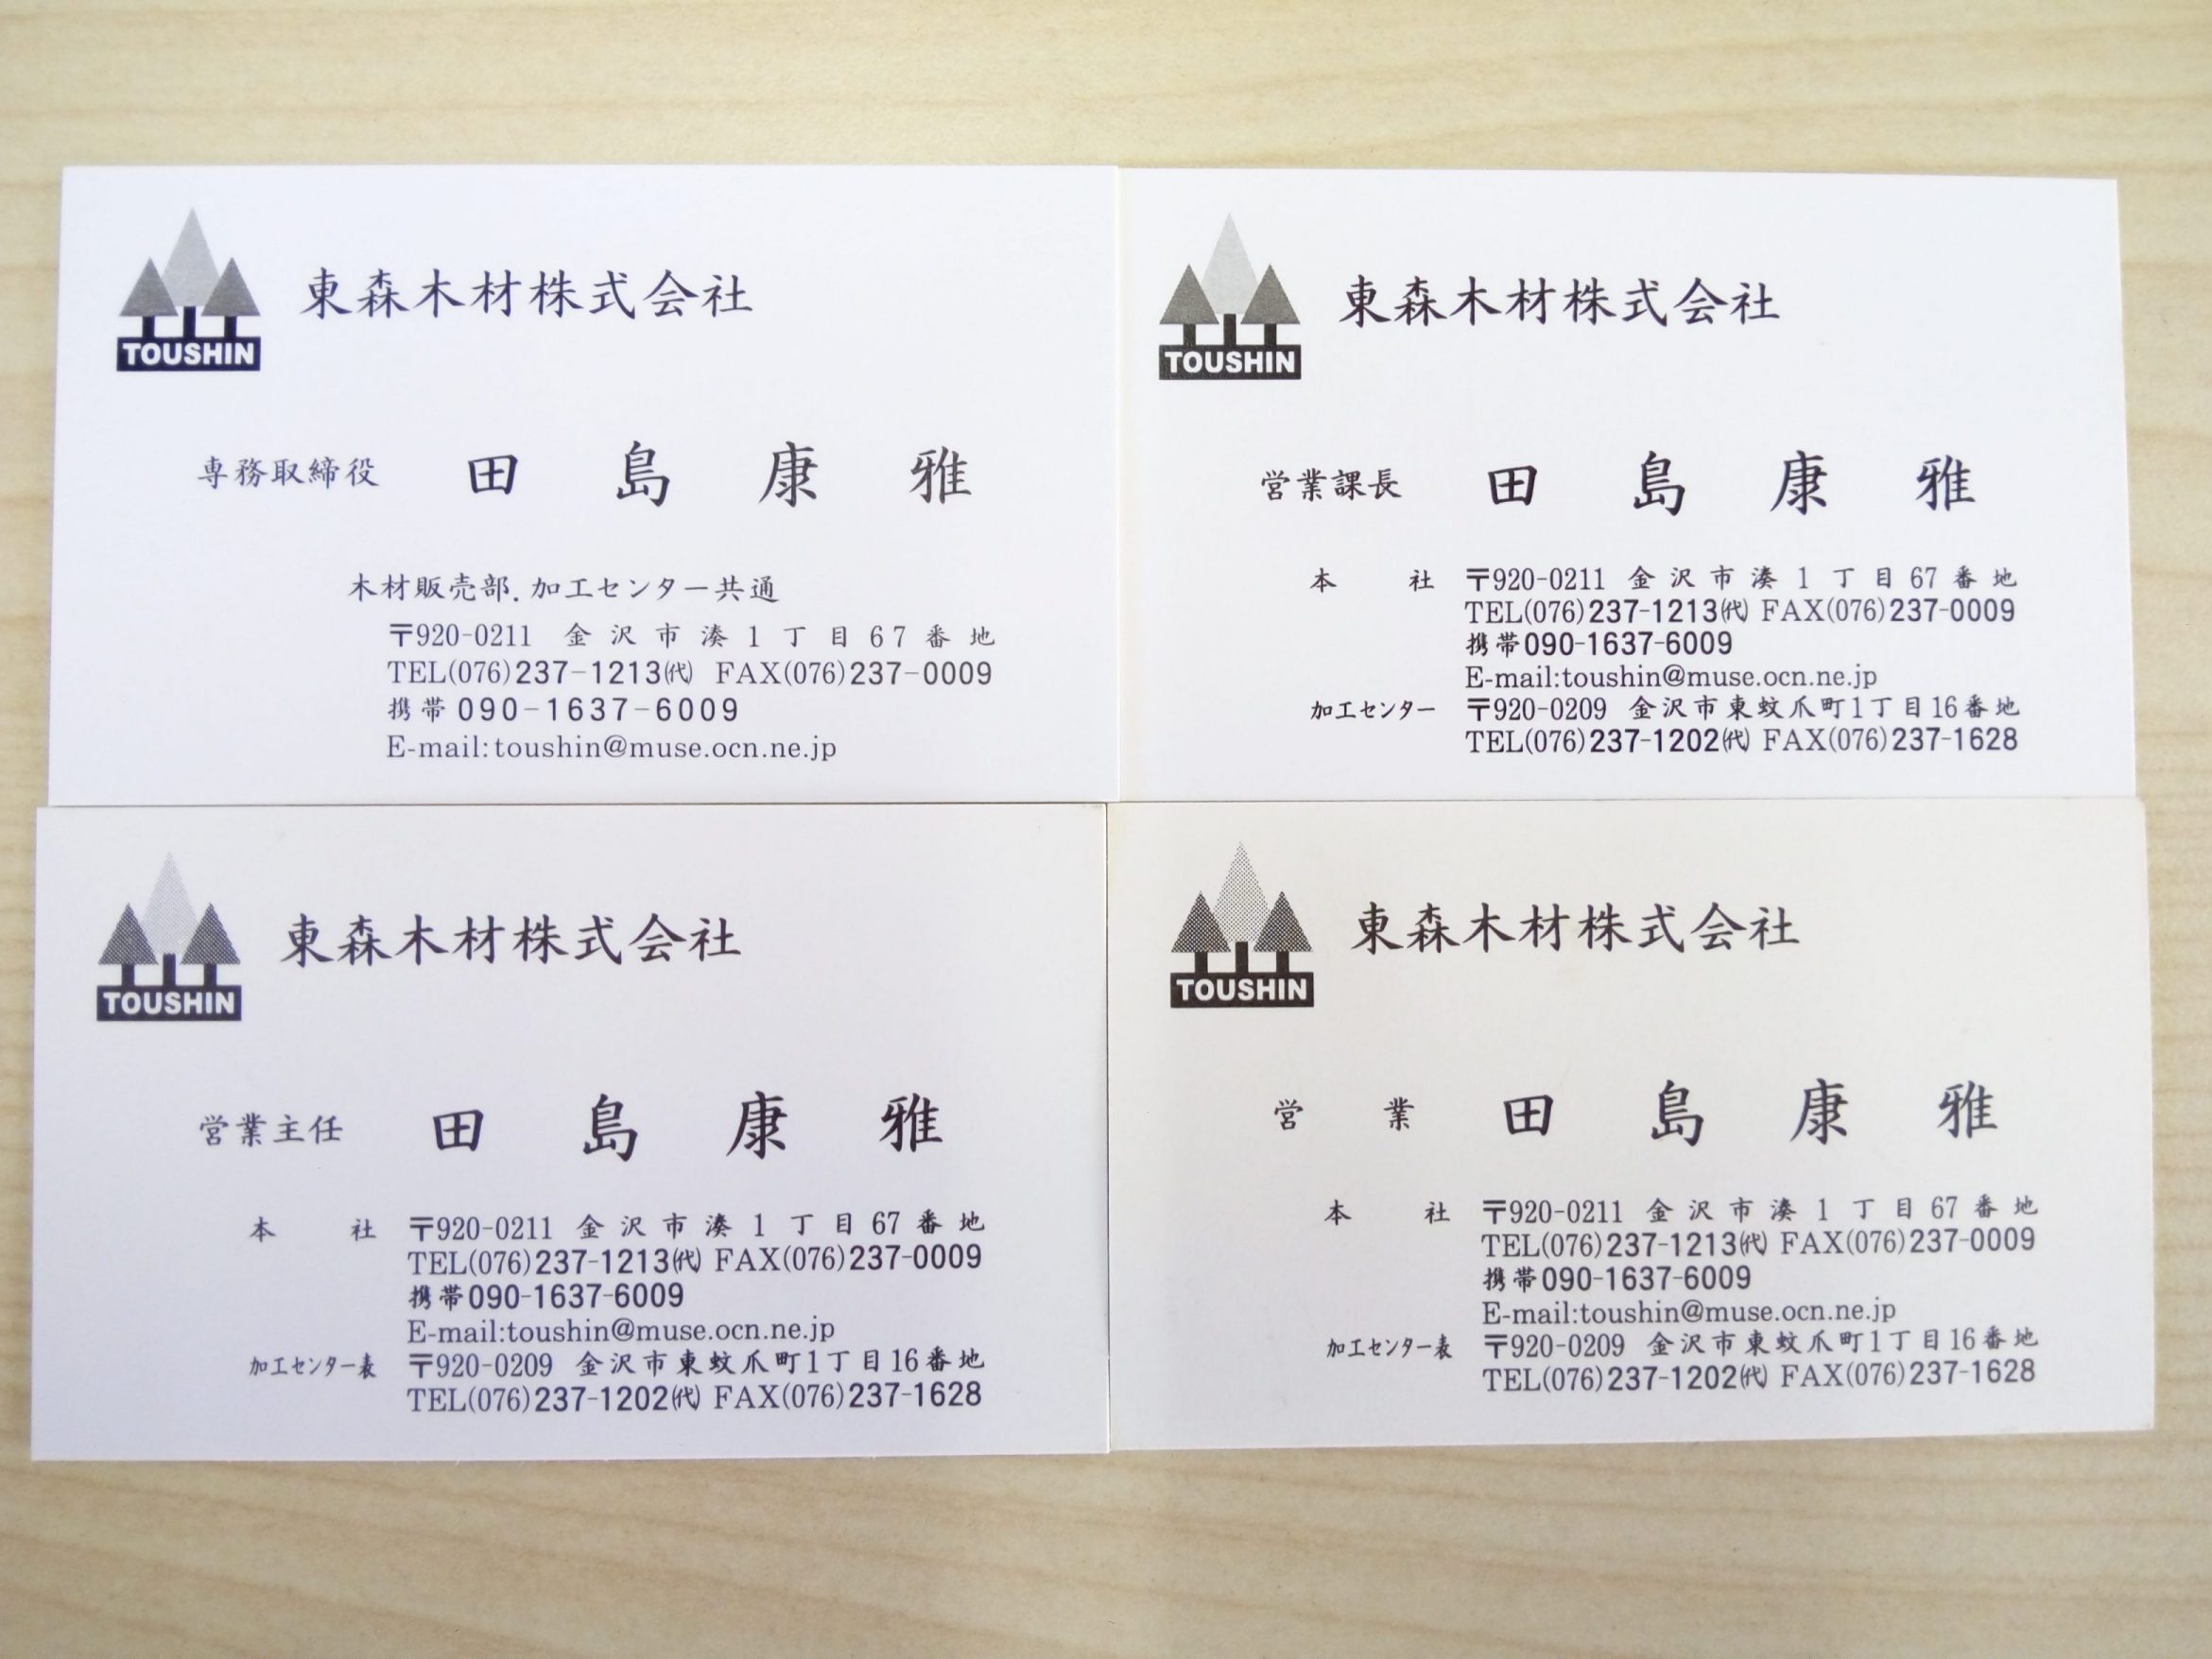 TOUSHIN
東森木材株式会社
専務取締役 田島康雅
木材販売部.加工センター共通
〒920-0211 金沢市湊1丁目67番地
TEL(076)237-1213㈹ FAX(076)237-0009
携帯090-1637-6009
E-mail:toushin@muse.ocn.ne.jp
TOUSHIN
東森木材株式会社
営業課長 田島康雅
本社 〒920-0211 金沢市湊1丁目67番地
TEL(076)237-1213㈹ FAX(076)237-0009
携帯090-1637-6009
E-mail:toushin@muse.ocn.ne.jp
加工センター 〒920-0209 金沢市東蚊爪町1丁目16番地
TEL(076)237-1202㈹ FAX(076)237-1628
TOUSHIN
東森木材株式会社
営業主任 田島康雅
本社 〒920-0211 金沢市湊1丁目67番地
TEL(076)237-1213㈹ FAX(076)237-0009
携帯090-1637-6009
E-mail:toushin@muse.ocn.ne.jp
加工センター表 〒920-0209 金沢市東蚊爪町1丁目16番地
TEL(076)237-1202㈹ FAX(076)237-1628
TOUSHIN
東森木材株式会社
営業 田島康雅
本社 〒920-0211 金沢市湊1丁目67番地
TEL(076)237-1213㈹ FAX(076)237-0009
携帯090-1637-6009
E-mail:toushin@muse.ocn.ne.jp
加工センター表 〒920-0209 金沢市東蚊爪町1丁目16番地
TEL(076)237-1202㈹ FAX(076)237-1628